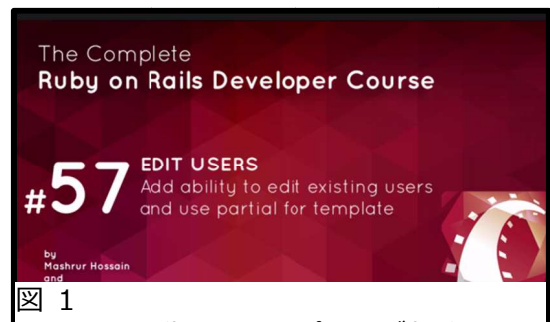 The Complete
Ruby on Rails Developer Course
#57
EDIT USERS
Add ability to edit existing users
and use partial for template
by
Mashrur Hossain
and
図 1